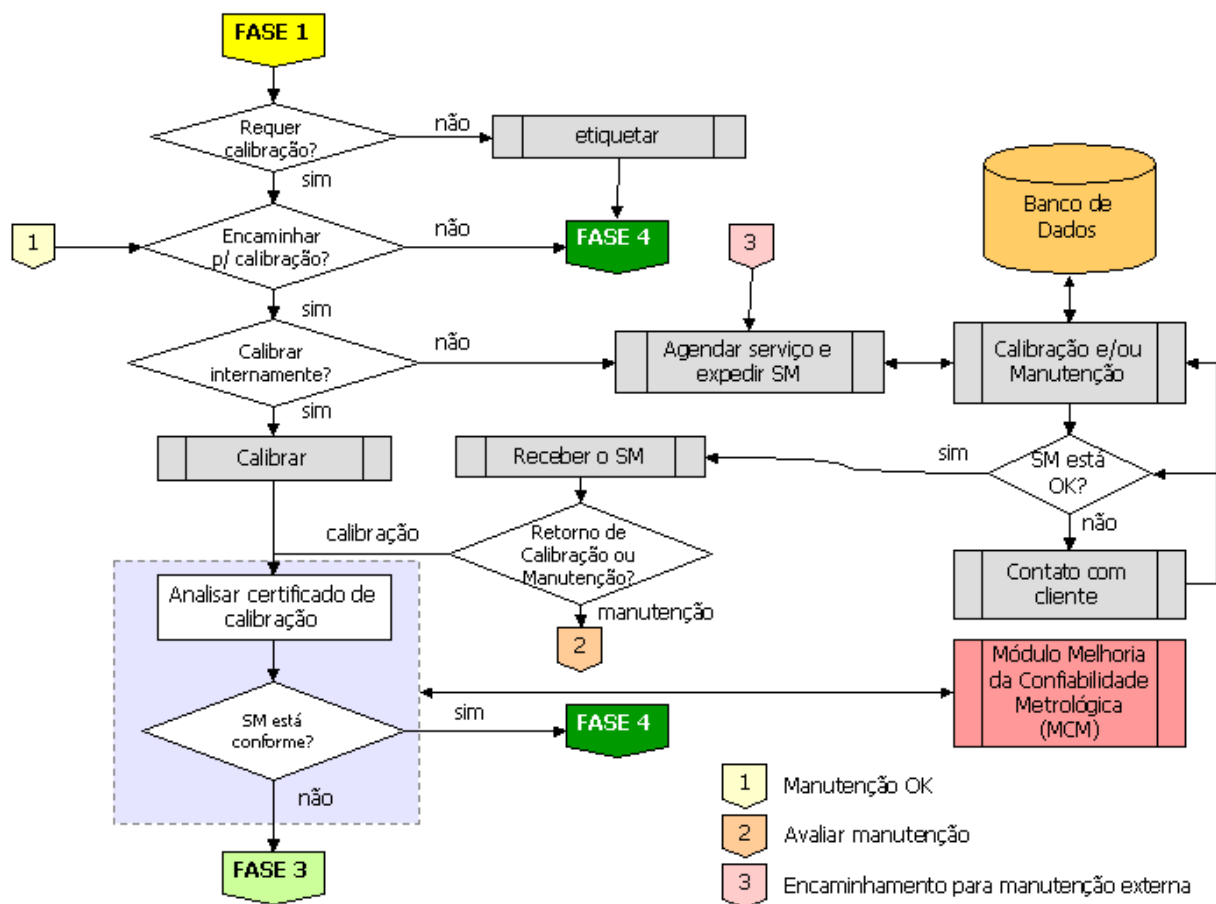 FASE 1
Requer
calibração?
não
etiquetar
sim
1
Encaminhar
p/ calibração?
não
FASE 4
3
Banco de
Dados
sim
Calibrar
internamente?
não
Agendar serviço e
expedir SM
Calibração e/ou
Manutenção
sim
Calibrar
Receber o SM
sim
SM está
OK?
não
calibração
Retorno de
Calibração ou
Manutenção?
manutenção
2
Contato com
cliente
Analisar certificado de
calibração
Módulo Melhoria
da Confiabilidade
Metrológica
(MCM)
SM está
conforme?
sim
FASE 4
não
FASE 3
1 Manutenção OK
2 Avaliar manutenção
3 Encaminhamento para manutenção externa